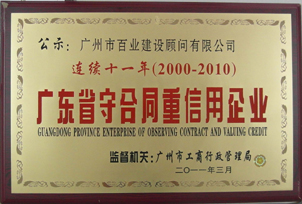 公示：广州市百业建设顾问有限公司
连续十一年(2000-2010)
广东省守合同重信用企业
GUANGDONG PROVINCE ENTERPRISE OF OBSERVING CONTRACT AND VALUING CREDIT
监督机关：广州市工商行政管理局
二〇一一年三月